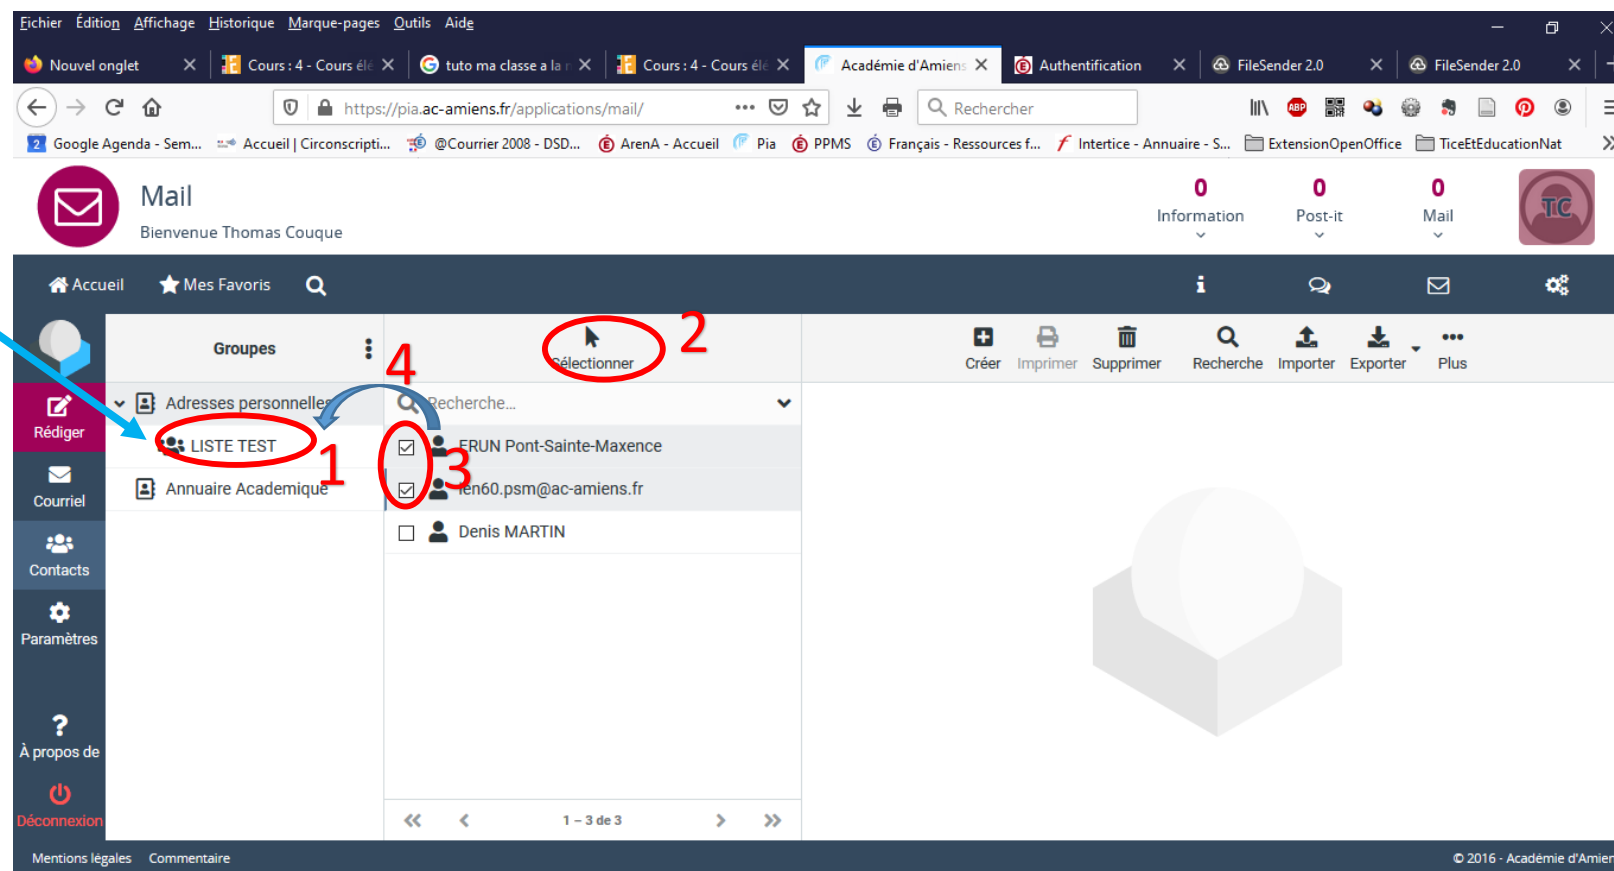 Fichier Édition Affichage Historique Marque-pages Outils Aide
Nouvel onglet Cours : 4 - Cours élé tuto ma classe a la Cours : 4 - Cours élé Académie d'Amiens Authentification FileSender 2.0 FileSender 2.0
https://pia.ac-amiens.fr/applications/mail/ Rechercher
Google Agenda - Sem... Accueil | Circonscripti... @Courrier 2008 - DSD... ArenA - Accueil Pia PPMS Français - Ressources f... Intertice - Annuaire - S... ExtensionOpenOffice TiceEtEducationNat
Mail
Bienvenue Thomas Couque
0 0 0
Information Post-it Mail
TC
Accueil Mes Favoris
Groupes
Sélectionner
2
Créer Imprimer Supprimer Recherche Importer Exporter Plus
4
Rédiger
Courriel
Contacts
Paramètres
À propos de
Déconnexion
Adresses personnelles
LISTE TEST
1
Annuaire Academique
Recherche...
ERUN Pont-Sainte-Maxence
3
ien60.psm@ac-amiens.fr
Denis MARTIN
1 – 3 de 3
Mentions légales Commentaire
© 2016 - Académie d'Amien